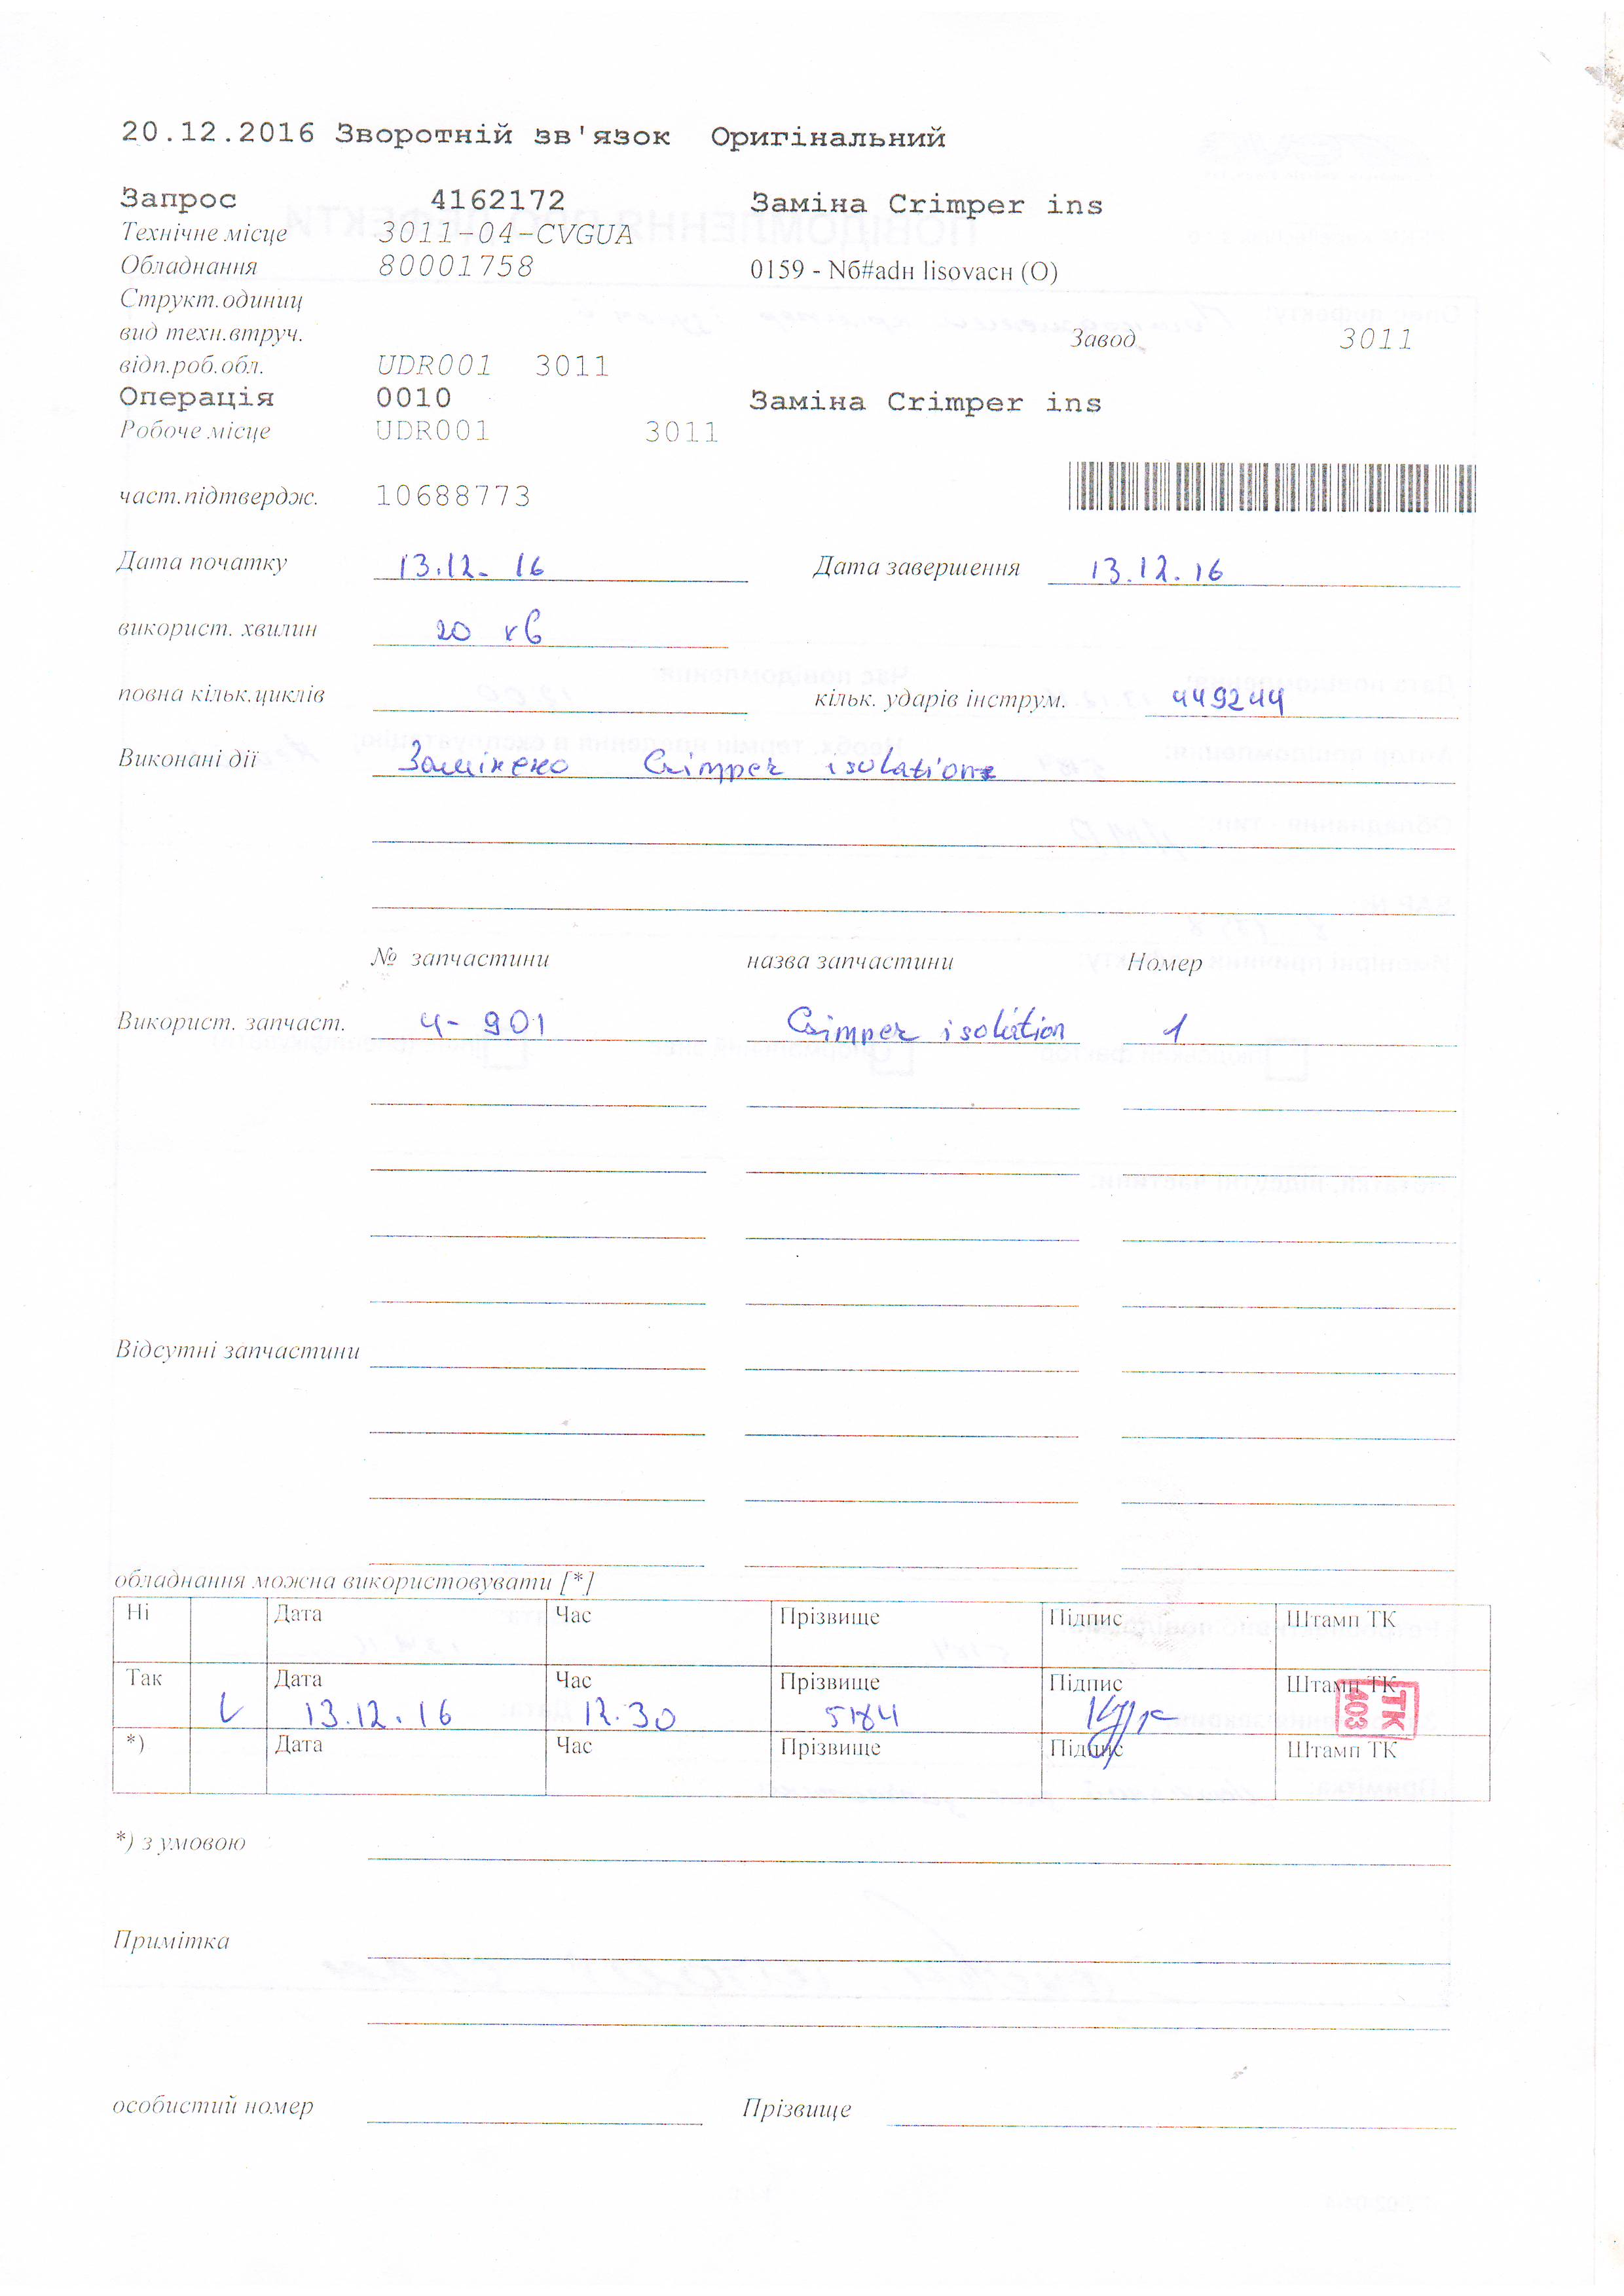 20.12.2016 Зворотній зв'язок Оригінальний
Запрос 4162172 Заміна Crimper ins
Технічне місце 3011-04-CVGUA
Обладнання 80001758 0159 - Nб#adн lisovасн (O)
Структ.одиниц
вид техн.втруч. Завод 3011
відп.роб.обл. UDR001 3011
Операція 0010 Заміна Crimper ins
Робоче місце UDR001 3011
част.підтвердж. 10688773
Дата початку 13.12.16 Дата завершення 13.12.16
використ. хвилин 20 хв
повна кільк.циклів кільк. ударів інструм. 449244
Виконані дії Замінено Crimper isolation
№ запчастини назва запчастини Номер
Використ. запчаст. 4-901 Crimper isolation 1
Відсутні запчастини
обладнання можна використовувати [*]
Ні Дата Час Прізвище Підпис Штамп ТК
Так Дата Час Прізвище Підпис Штамп ТК
13.12.16 12.30 5184 ТК 403
*) Дата Час Прізвище Підпис Штамп ТК
*) з умовою
Примітка
особистий номер Прізвище